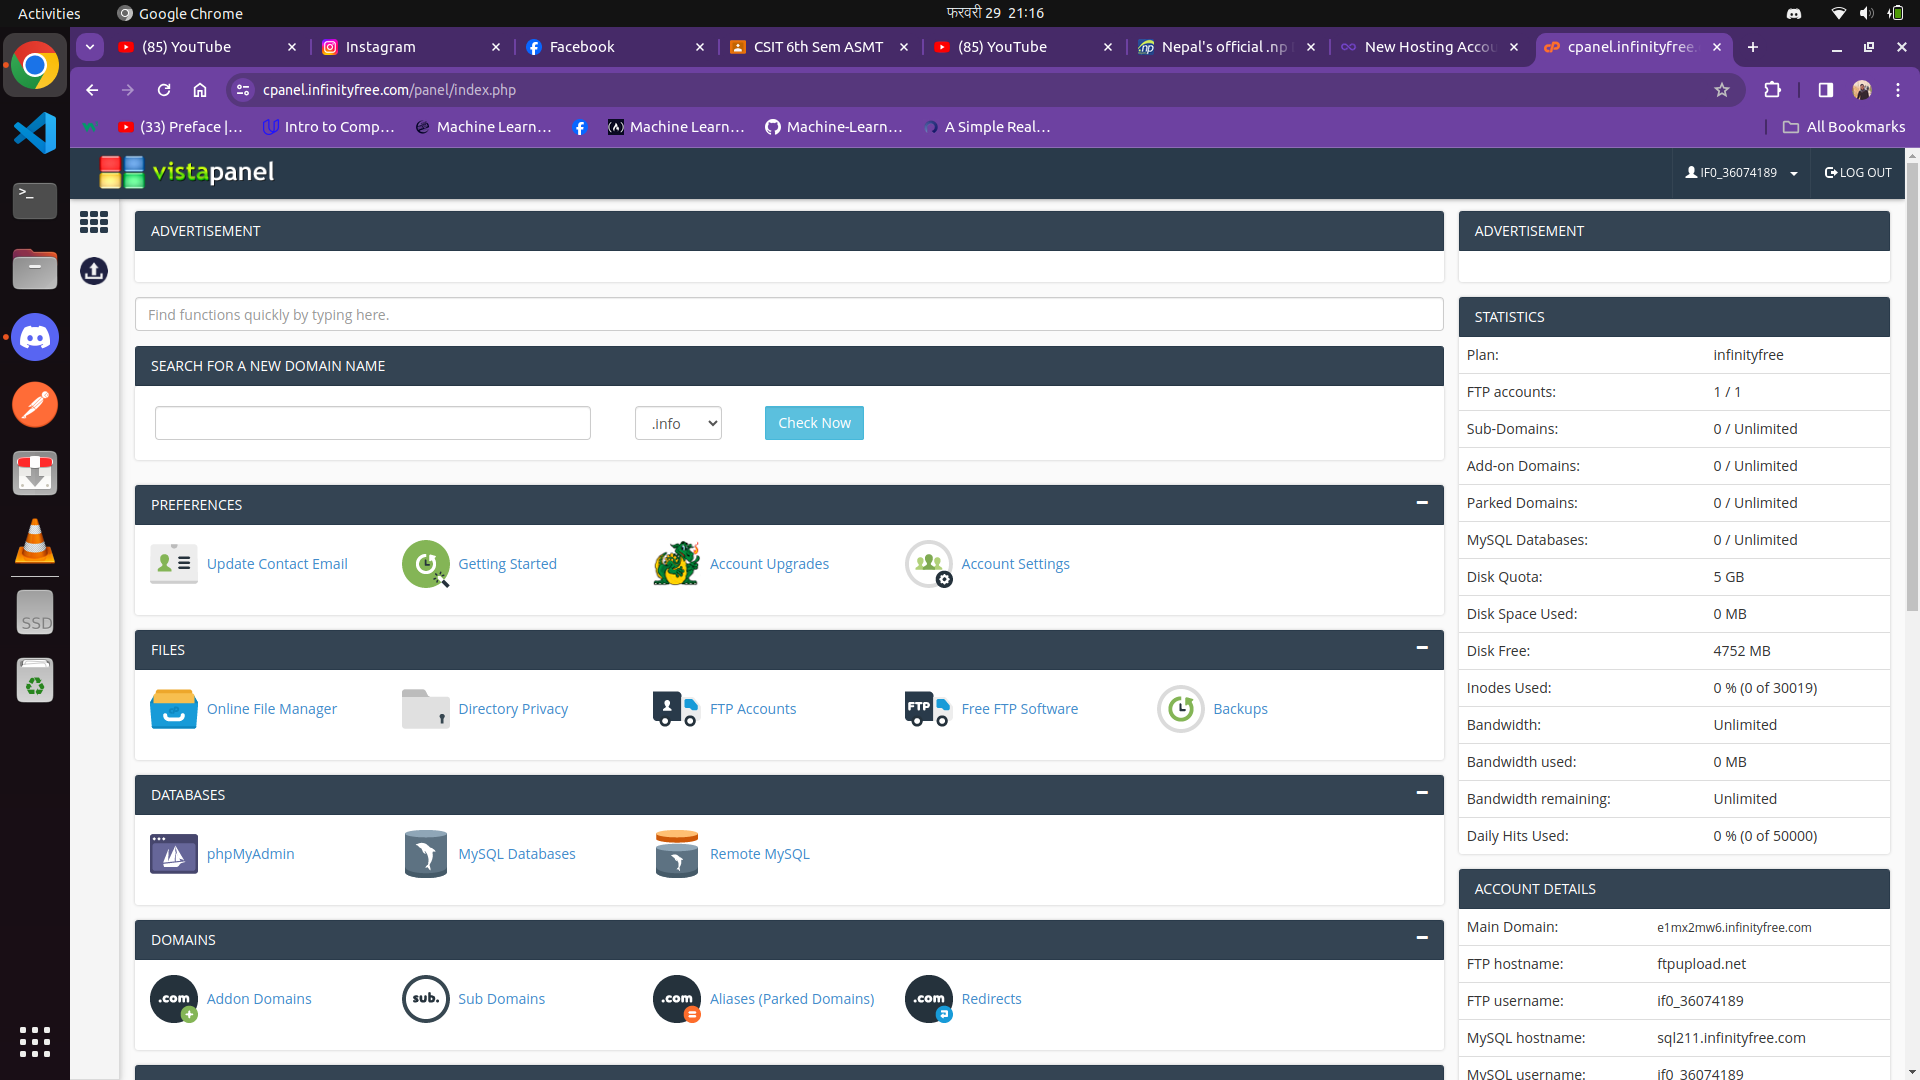 Activities
Google Chrome
फरवरी 29 21:16
(85) YouTube
Instagram
Facebook
CSIT 6th Sem ASMT
(85) YouTube
Nepal's official .np
New Hosting Accou
cpanel.infinityfree.
cpanel.infinityfree.com/panel/index.php
(33) Preface |...
Intro to Comp...
Machine Learn...
Machine Learn...
Machine-Learn...
A Simple Real...
All Bookmarks
vistapanel
IF0_36074189
LOG OUT
ADVERTISEMENT
Find functions quickly by typing here.
SEARCH FOR A NEW DOMAIN NAME
.info
Check Now
PREFERENCES
Update Contact Email
Getting Started
Account Upgrades
Account Settings
FILES
Online File Manager
Directory Privacy
FTP Accounts
FTP
Free FTP Software
Backups
DATABASES
phpMyAdmin
MySQL Databases
Remote MySQL
DOMAINS
.com
Addon Domains
sub.
Sub Domains
.com
Aliases (Parked Domains)
.com
Redirects
ADVERTISEMENT
STATISTICS
Plan: infinityfree
FTP accounts: 1 / 1
Sub-Domains: 0 / Unlimited
Add-on Domains: 0 / Unlimited
Parked Domains: 0 / Unlimited
MySQL Databases: 0 / Unlimited
Disk Quota: 5 GB
Disk Space Used: 0 MB
Disk Free: 4752 MB
Inodes Used: 0 % (0 of 30019)
Bandwidth: Unlimited
Bandwidth used: 0 MB
Bandwidth remaining: Unlimited
Daily Hits Used: 0 % (0 of 50000)
ACCOUNT DETAILS
Main Domain: e1mx2mw6.infinityfree.com
FTP hostname: ftpupload.net
FTP username: if0_36074189
MySQL hostname: sql211.infinityfree.com
MySQL username: if0_36074189
SSD